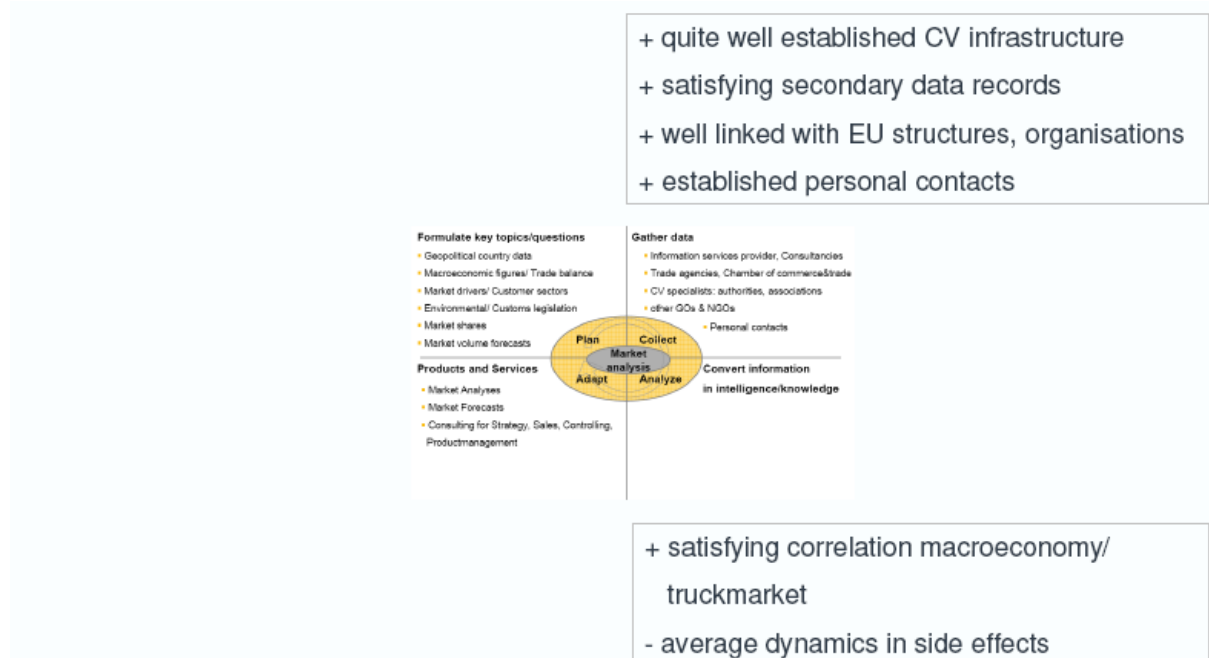 + quite well established CV infrastructure
+ satisfying secondary data records
+ well linked with EU structures, organisations
+ established personal contacts
Formulate key topics/questions
• Geopolitical country data
• Macroeconomic figures/ Trade balance
• Market drivers/ Customer sectors
• Environmental/ Customs legislation
• Market shares
• Market volume forecasts
Gather data
• Information services provider, Consultancies
• Trade agencies, Chamber of commerce&trade
• CV specialists: authorities, associations
• other GOs & NGOs
• Personal contacts
Plan
Collect
Market
analysis
Adapt
Analyze
Products and Services
• Market Analyses
• Market Forecasts
• Consulting for Strategy, Sales, Controlling,
Productmanagement
Convert information
in intelligence/knowledge
+ satisfying correlation macroeconomy/
truckmarket
- average dynamics in side effects